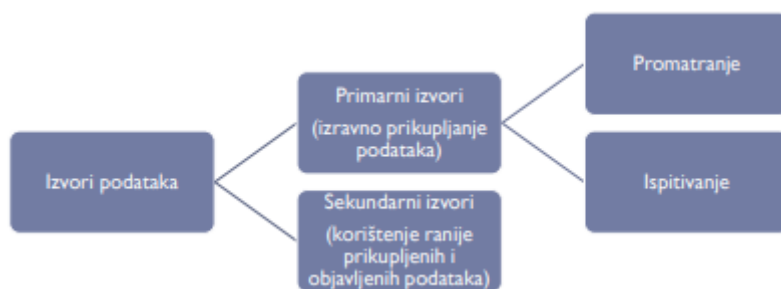 Izvori podataka
Primarni izvori
(izravno prikupljanje
podataka)
Sekundarni izvori
(korištenje ranije
prikupljenih i
objavljenih podataka)
Promatranje
Ispitivanje